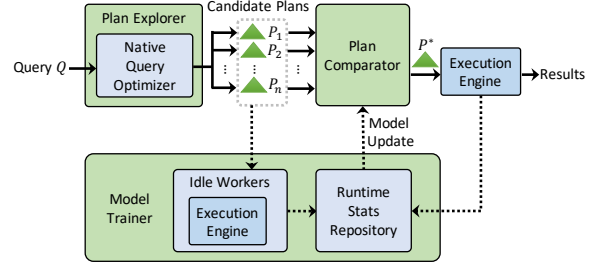 Candidate Plans
Plan Explorer
Native
Query
Optimizer
Query Q
P₁
P₂
... ... ...
Pₙ
Plan
Comparator
P*
Execution
Engine
Results
Model
Update
Model
Trainer
Idle Workers
Execution
Engine
Runtime
Stats
Repository